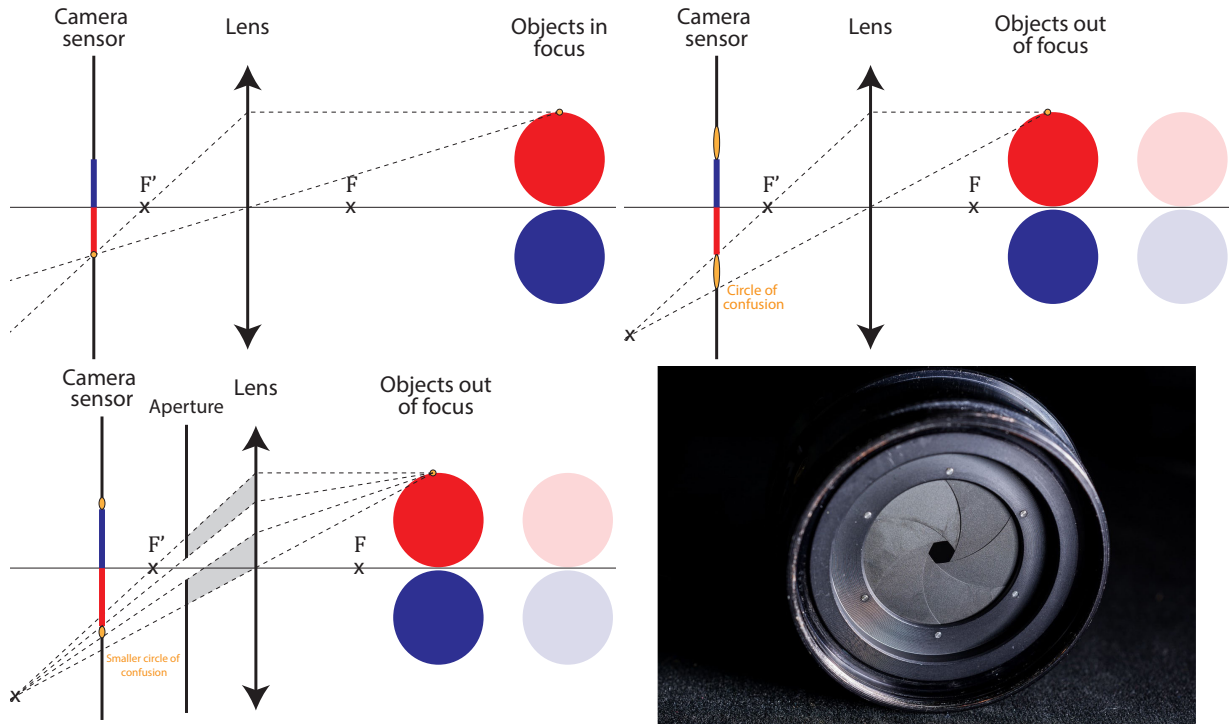 Camera
sensor
Lens
Objects in
focus
F'
F
x
x
Camera
sensor
Lens
Objects out
of focus
F'
F
x
x
Circle of
confusion
x
Camera
sensor
Aperture
Lens
Objects out
of focus
F'
F
x
x
Smaller circle of
confusion
x